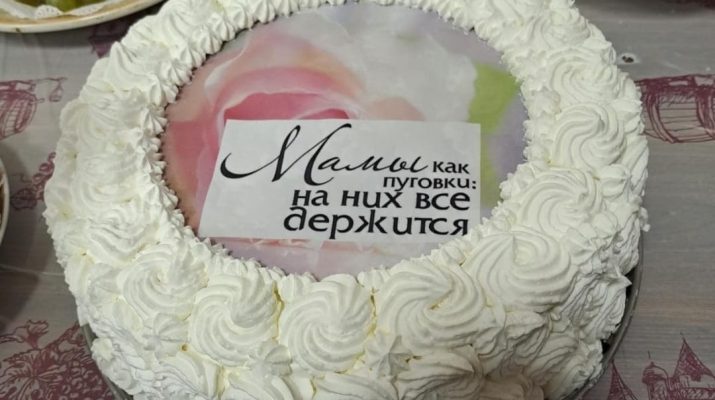 Мамы как
пуговки:
на них все
держится